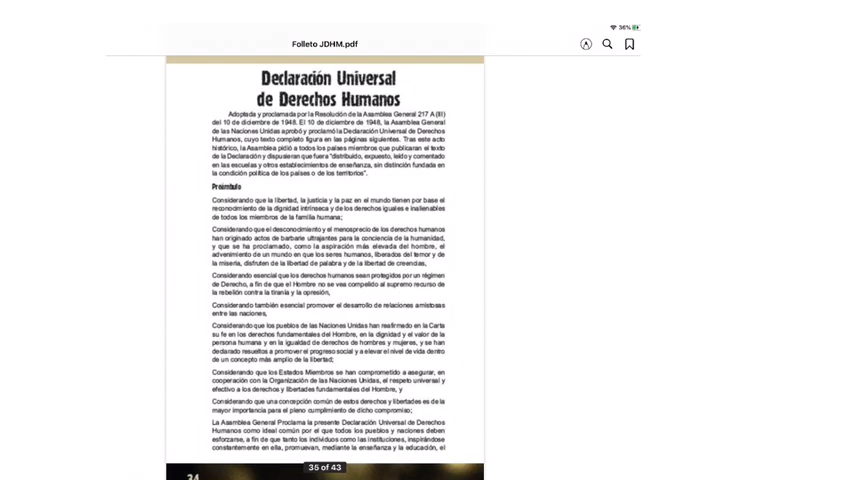 36%
Folleto JDHM.pdf
Declaración Universal
de Derechos Humanos
Adoptada y proclamada por la Resolución de la Asamblea General 217 A (III)
del 10 de diciembre de 1948. El 10 de diciembre de 1948, la Asamblea General
de las Naciones Unidas aprobó y proclamó la Declaración Universal de Derechos
Humanos, cuyo texto completo figura en las páginas siguientes. Tras este acto
histórico, la Asamblea pidió a todos los países miembros que publicaran el texto
de la Declaración y dispusieran que fuera "distribuido, expuesto, leído y comentado
en las escuelas y otros establecimientos de enseñanza, sin distinción fundada en
la condición política de los países o de los territorios".
Preámbulo
Considerando que la libertad, la justicia y la paz en el mundo tienen por base el
reconocimiento de la dignidad intrínseca y de los derechos iguales e inalienables
de todos los miembros de la familia humana;
Considerando que el desconocimiento y el menosprecio de los derechos humanos
han originado actos de barbarie ultrajantes para la conciencia de la humanidad,
y que se ha proclamado, como la aspiración más elevada del hombre, el
advenimiento de un mundo en que los seres humanos, liberados del temor y de
la miseria, disfruten de la libertad de palabra y de la libertad de creencias,
Considerando esencial que los derechos humanos sean protegidos por un régimen
de Derecho, a fin de que el Hombre no se vea compelido al supremo recurso de
la rebelión contra la tiranía y la opresión,
Considerando también esencial promover el desarrollo de relaciones amistosas
entre las naciones,
Considerando que los pueblos de las Naciones Unidas han reafirmado en la Carta
su fe en los derechos fundamentales del Hombre, en la dignidad y el valor de la
persona humana y en la igualdad de derechos de hombres y mujeres, y se han
declarado resueltos a promover el progreso social y a elevar el nivel de vida dentro
de un concepto más amplio de la libertad;
Considerando que los Estados Miembros se han comprometido a asegurar, en
cooperación con la Organización de las Naciones Unidas, el respeto universal y
efectivo a los derechos y libertades fundamentales del Hombre, y
Considerando que una concepción común de estos derechos y libertades es de la
mayor importancia para el pleno cumplimiento de dicho compromiso;
La Asamblea General Proclama la presente Declaración Universal de Derechos
Humanos como ideal común por el que todos los pueblos y naciones deben
esforzarse, a fin de que tanto los individuos como las instituciones, inspirándose
constantemente en ella, promuevan, mediante la enseñanza y la educación, el
35 of 43
34